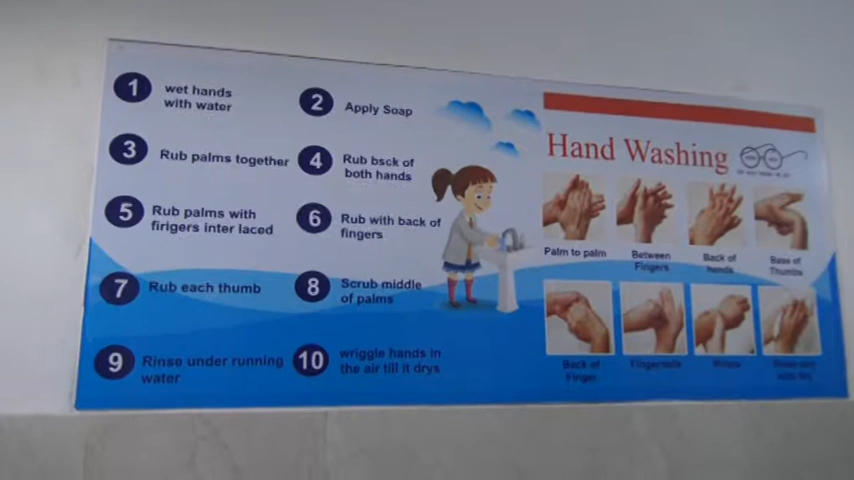 1 wet hands
with water
2 Apply Soap
3 Rub palms together
4 Rub bsck of
both hands
5 Rub palms with
firigers inter laced
6 Rub with back of
fingers
7 Rub each thumb
8 Scrub middle
of palms
9 Rinse under running
water
10 wriggle hands in
the air till it drys
Hand Washing
Palm to palm
Between
Fingers
Back of
hands
Base of
Thumbs
Back of
Finger
Fingernails